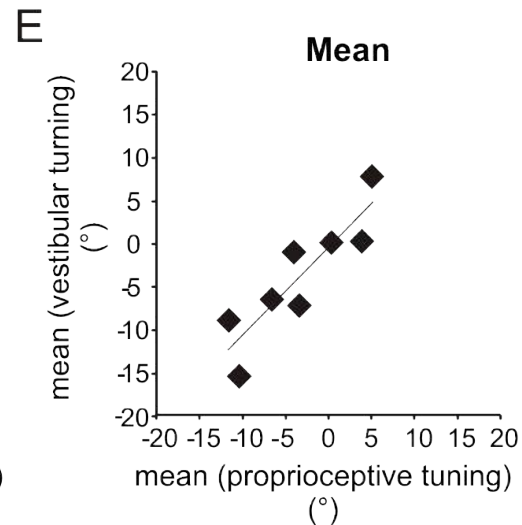 E
Mean
mean (vestibular turning)
(°)
20
15
10
5
0
-5
-10
-15
-20
-20 -15 -10 -5 0 5 10 15 20
mean (proprioceptive tuning)
(°)
)